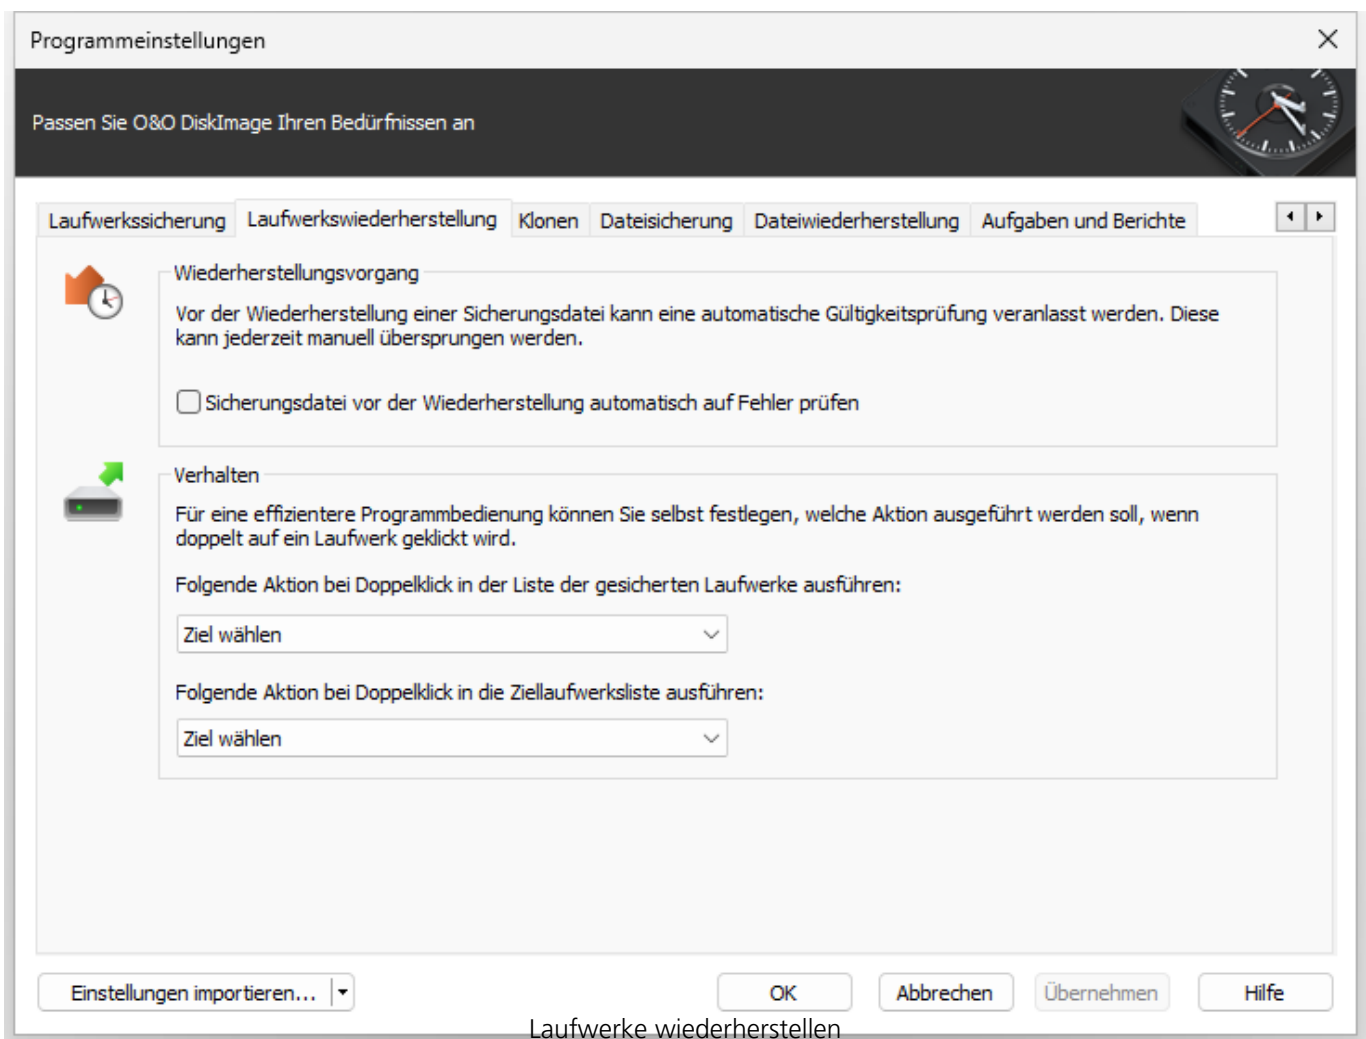 Programmeinstellungen
Passen Sie O&O DiskImage Ihren Bedürfnissen an
Laufwerkssicherung Laufwerkswiederherstellung Klonen Dateisicherung Dateiwiederherstellung Aufgaben und Berichte
Wiederherstellungsvorgang
Vor der Wiederherstellung einer Sicherungsdatei kann eine automatische Gültigkeitsprüfung veranlasst werden. Diese
kann jederzeit manuell übersprungen werden.
Sicherungsdatei vor der Wiederherstellung automatisch auf Fehler prüfen
Verhalten
Für eine effizientere Programmbedienung können Sie selbst festlegen, welche Aktion ausgeführt werden soll, wenn
doppelt auf ein Laufwerk geklickt wird.
Folgende Aktion bei Doppelklick in der Liste der gesicherten Laufwerke ausführen:
Ziel wählen
Folgende Aktion bei Doppelklick in die Ziellaufwerksliste ausführen:
Ziel wählen
Einstellungen importieren... OK Abbrechen Übernehmen Hilfe
Laufwerke wiederherstellen